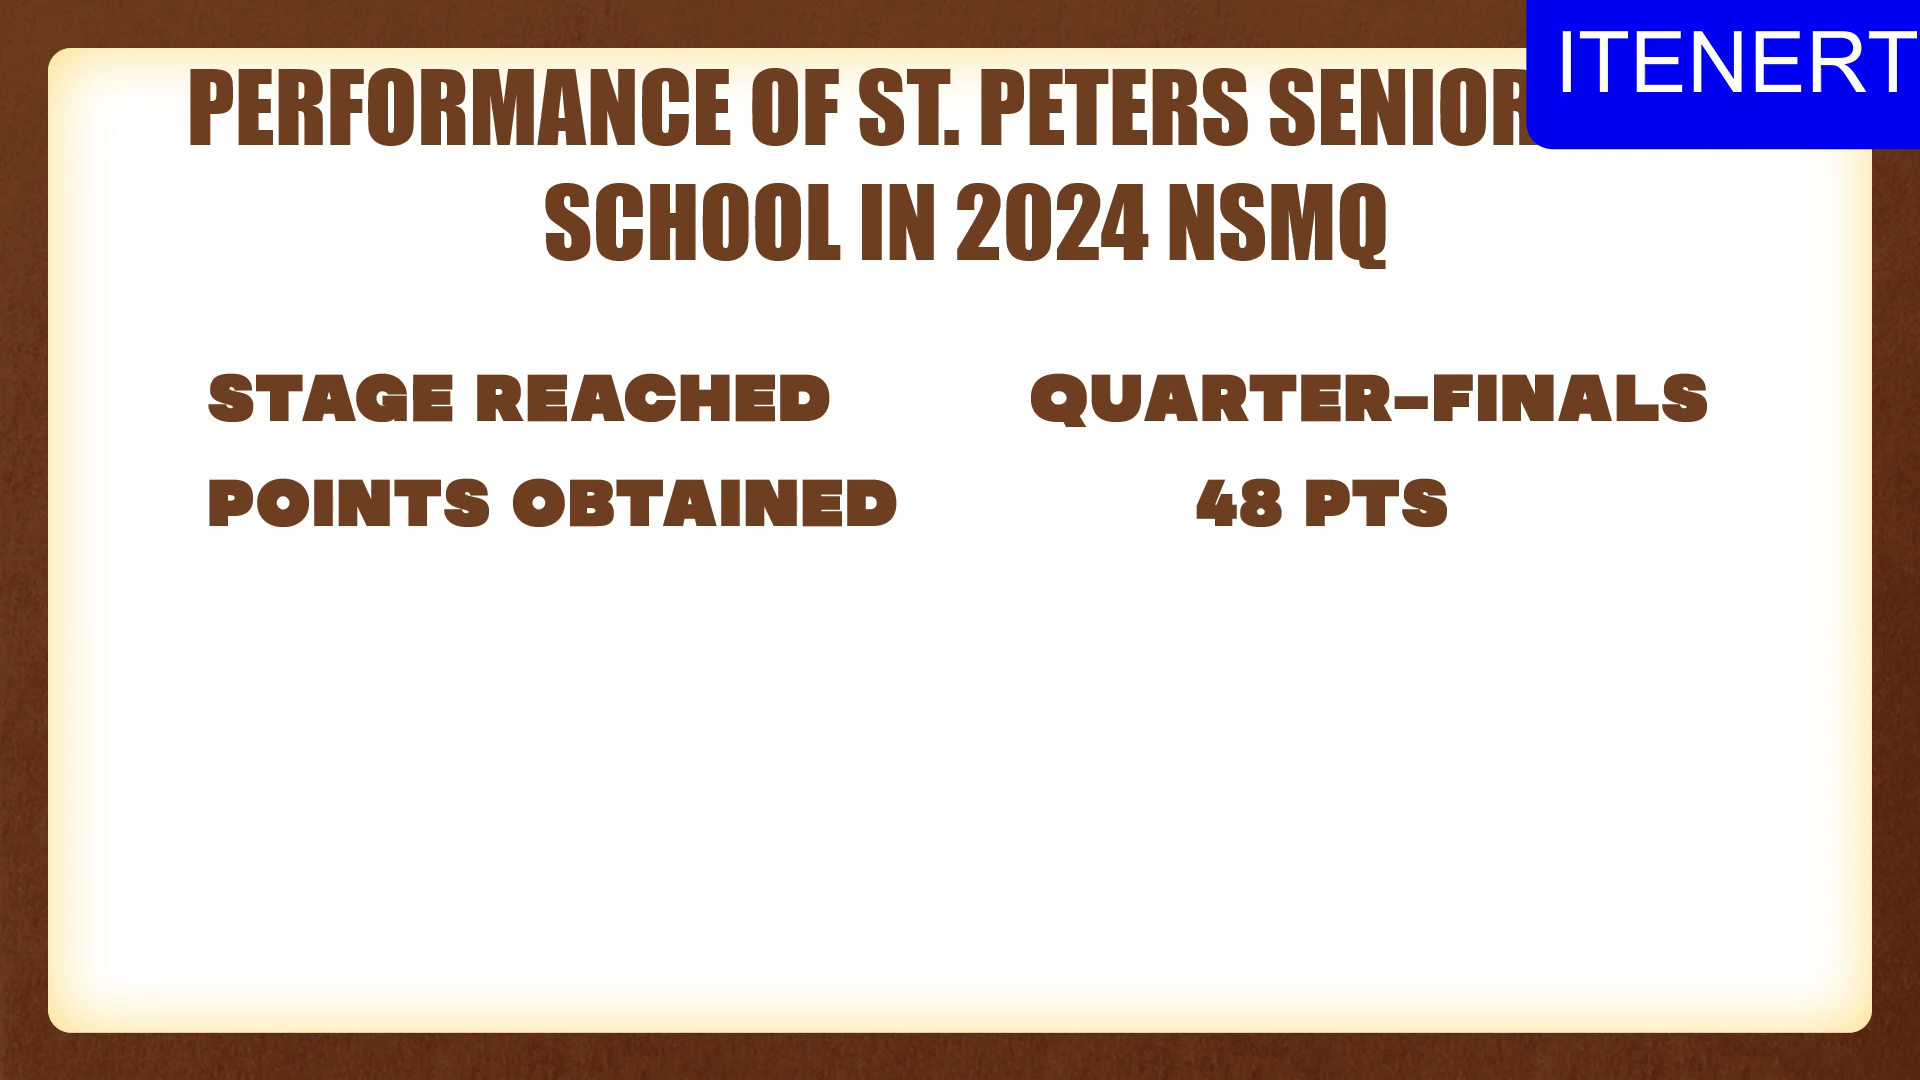 ITENERT
PERFORMANCE OF ST. PETERS SENIOR
SCHOOL IN 2024 NSMQ
STAGE REACHED QUARTER-FINALS
POINTS OBTAINED 48 PTS